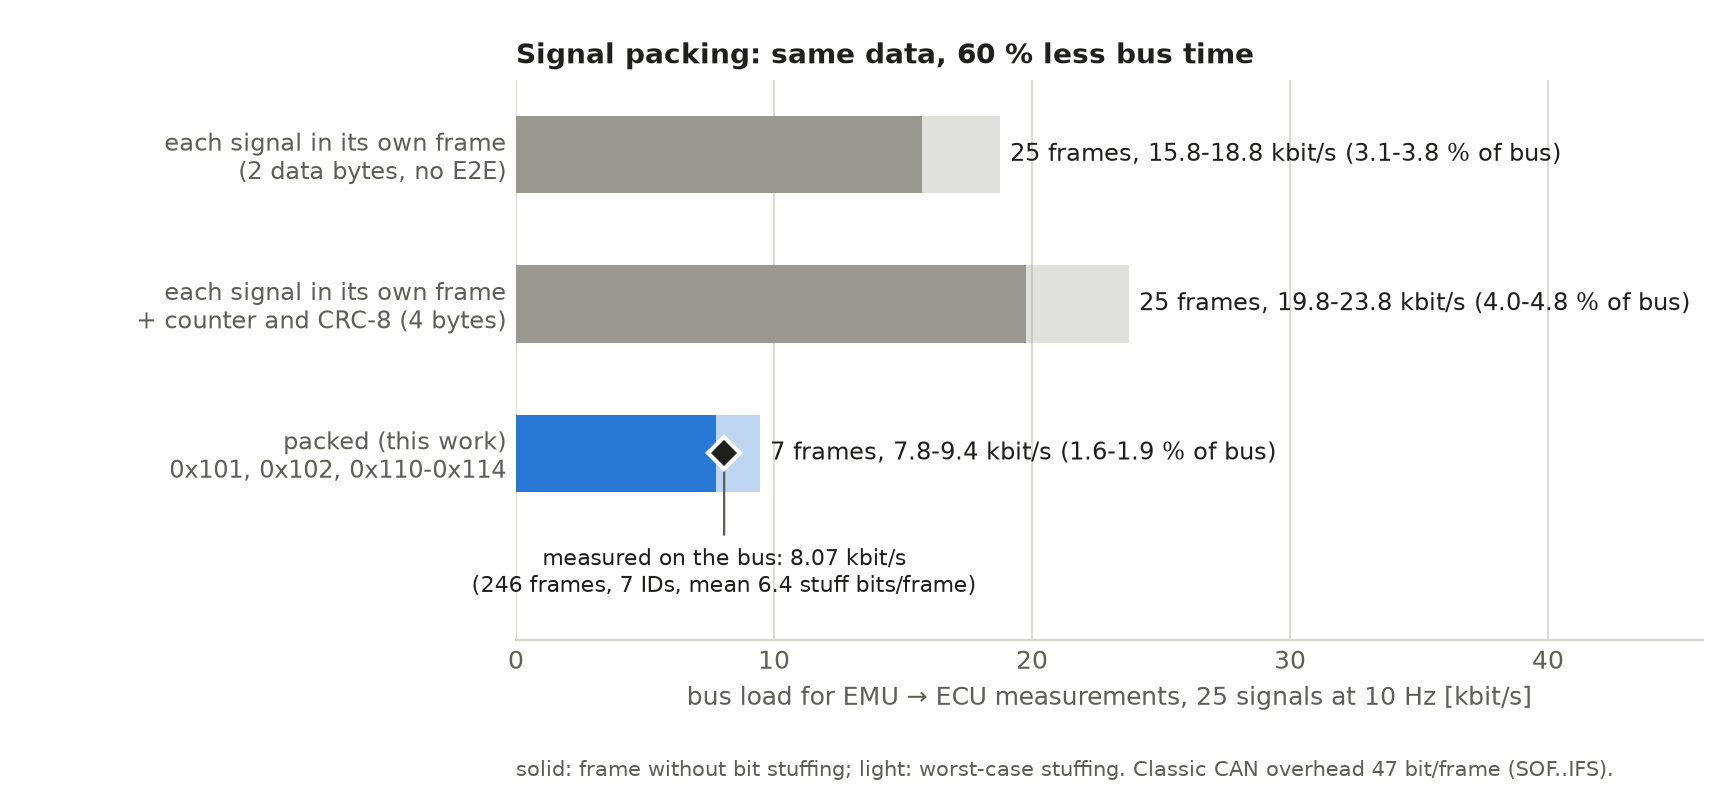 Signal packing: same data, 60 % less bus time
each signal in its own frame
(2 data bytes, no E2E)
25 frames, 15.8-18.8 kbit/s (3.1-3.8 % of bus)
each signal in its own frame
+ counter and CRC-8 (4 bytes)
25 frames, 19.8-23.8 kbit/s (4.0-4.8 % of bus)
packed (this work)
0x101, 0x102, 0x110-0x114
7 frames, 7.8-9.4 kbit/s (1.6-1.9 % of bus)
measured on the bus: 8.07 kbit/s
(246 frames, 7 IDs, mean 6.4 stuff bits/frame)
0 10 20 30 40
bus load for EMU → ECU measurements, 25 signals at 10 Hz [kbit/s]
solid: frame without bit stuffing; light: worst-case stuffing. Classic CAN overhead 47 bit/frame (SOF..IFS).